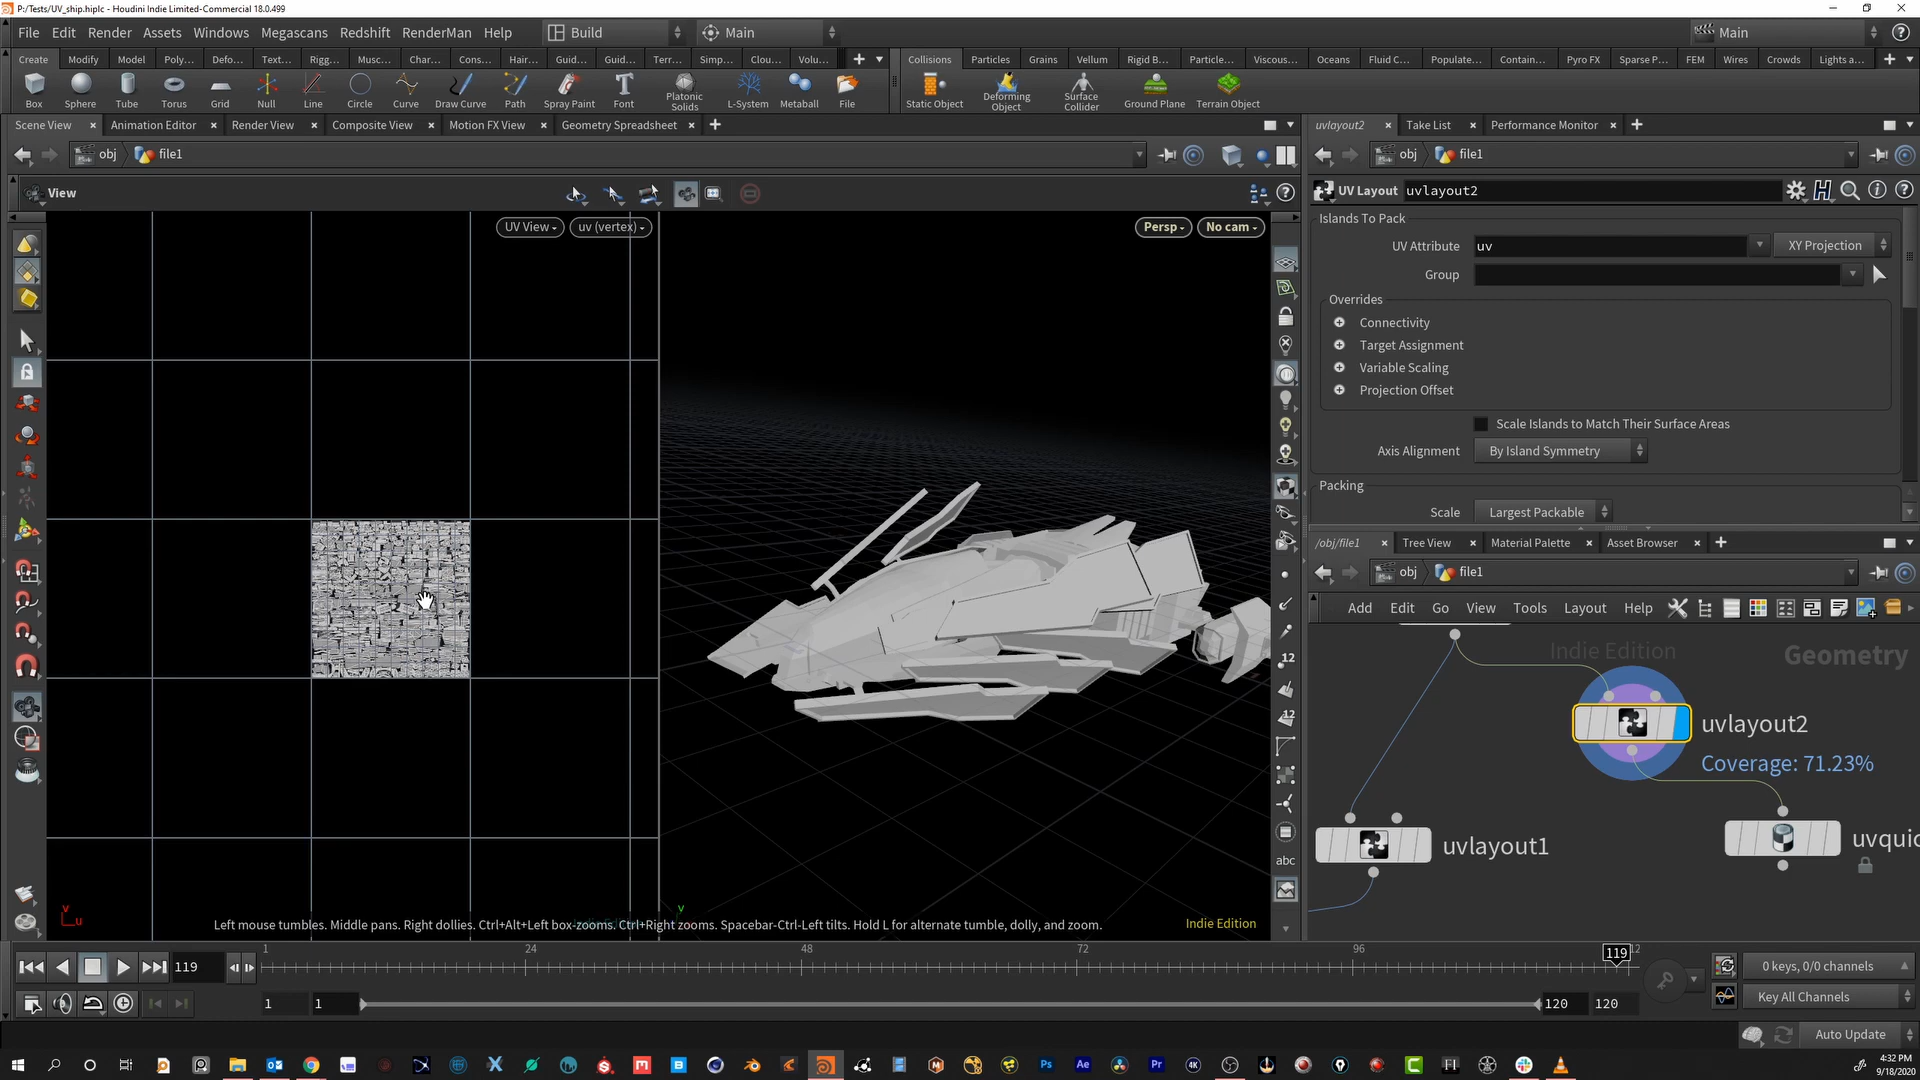 P:/Tests/UV_ship.hiplc - Houdini Indie Limited-Commercial 18.0.499
File Edit Render Assets Windows Megascans Redshift RenderMan Help Build Main Main
Create Modify Model Poly... Defo... Text... Rigg... Musc... Char... Cons... Hair... Guid... Guid... Terr... Simp... Clou... Volu...
Collisions Particles Grains Vellum Rigid B... Particle... Viscous... Oceans Fluid C... Populate... Contain... Pyro FX Sparse P... FEM Wires Crowds Lights a...
Box Sphere Tube Torus Grid Null Line Circle Curve Draw Curve Path Spray Paint Font Platonic Solids L-System Metaball File
Static Object Deforming Object Surface Collider Ground Plane Terrain Object
Scene View Animation Editor Render View Composite View Motion FX View Geometry Spreadsheet
uvlayout2 Take List Performance Monitor
obj file1
obj file1
View
UV Layout uvlayout2
Islands To Pack
UV View uv (vertex) Persp No cam
UV Attribute uv XY Projection
Group
Overrides
Connectivity
Target Assignment
Variable Scaling
Projection Offset
Scale Islands to Match Their Surface Areas
Axis Alignment By Island Symmetry
Packing
Scale Largest Packable
/obj/file1 Tree View Material Palette Asset Browser
obj file1
Add Edit Go View Tools Layout Help
Indie Edition
Geometry
uvlayout2
Coverage: 71.23%
uvlayout1
uvquic
12
12
abc
v
u
v
Left mouse tumbles. Middle pans. Right dollies. Ctrl+Alt+Left box-zooms. Ctrl+Right zooms. Spacebar-Ctrl-Left tilts. Hold L for alternate tumble, dolly, and zoom.
Indie Edition
1 24 48 72 96 119 12
119
0 keys, 0/0 channels
1 1 120 120
Key All Channels
Auto Update
4:32 PM
9/18/2020